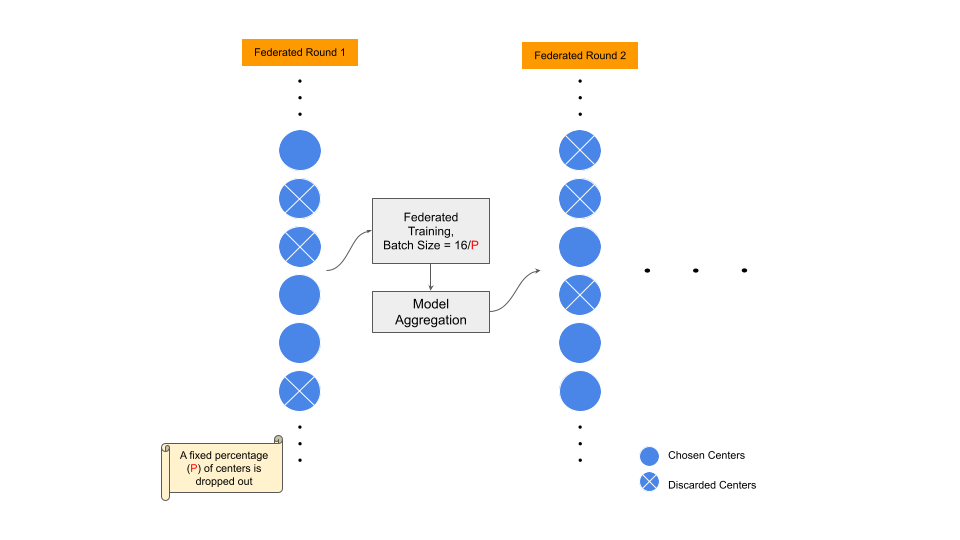 Federated Round 1
Federated Round 2
Federated
Training,
Batch Size = 16/P
Model
Aggregation
A fixed percentage
(P) of centers is
dropped out
Chosen Centers
Discarded Centers